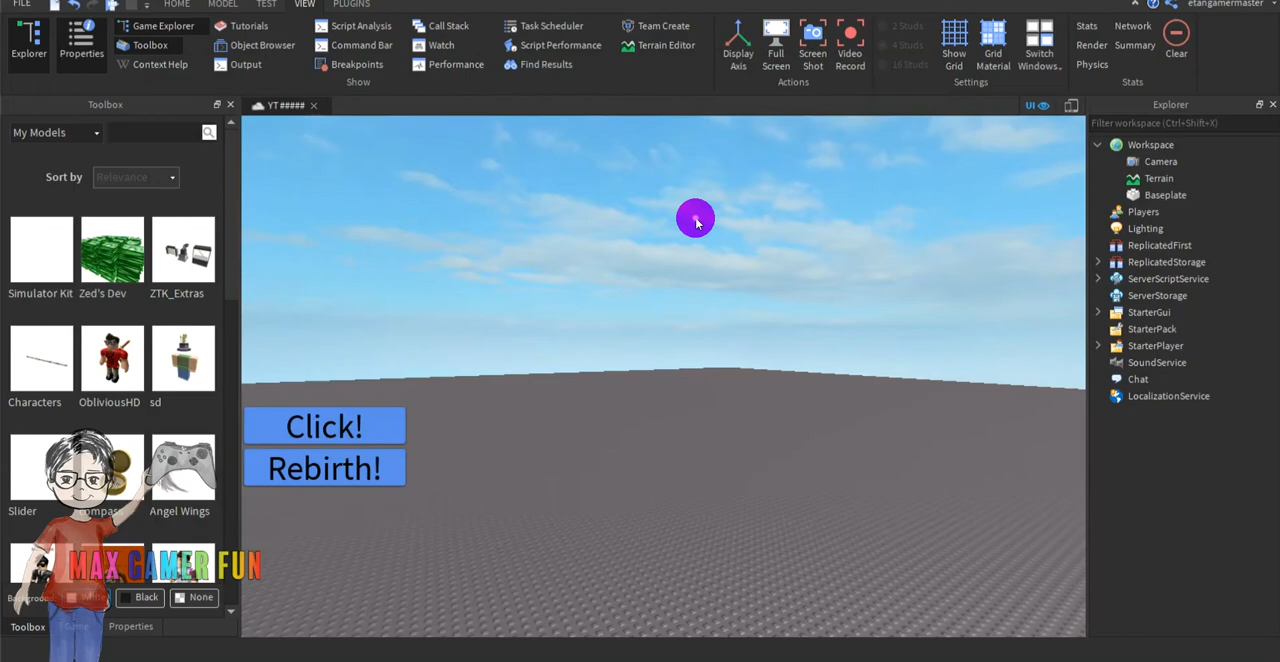 FILE HOME MODEL TEST VIEW PLUGINS etangamermaster
Explorer
Properties
Game Explorer
Toolbox
Context Help
Tutorials
Object Browser
Output
Script Analysis
Command Bar
Breakpoints
Call Stack
Watch
Performance
Task Scheduler
Script Performance
Find Results
Team Create
Terrain Editor
Show
Display
Axis
Full
Screen
Screen
Shot
Video
Record
Actions
2 Studs
4 Studs
16 Studs
Show
Grid
Grid
Material
Switch
Windows..
Settings
Stats Network
Render Summary
Physics
Clear
Stats
Toolbox
My Models
Sort by Relevance
Simulator Kit Zed's Dev ZTK_Extras
Characters ObliviousHD sd
Slider compass Angel Wings
Black None
Toolbox Properties
MAX GAMER FUN
YT #####
UI
Click!
Rebirth!
Explorer
Filter workspace (Ctrl+Shift+X)
Workspace
Camera
Terrain
Baseplate
Players
Lighting
ReplicatedFirst
ReplicatedStorage
ServerScriptService
ServerStorage
StarterGui
StarterPack
StarterPlayer
SoundService
Chat
LocalizationService